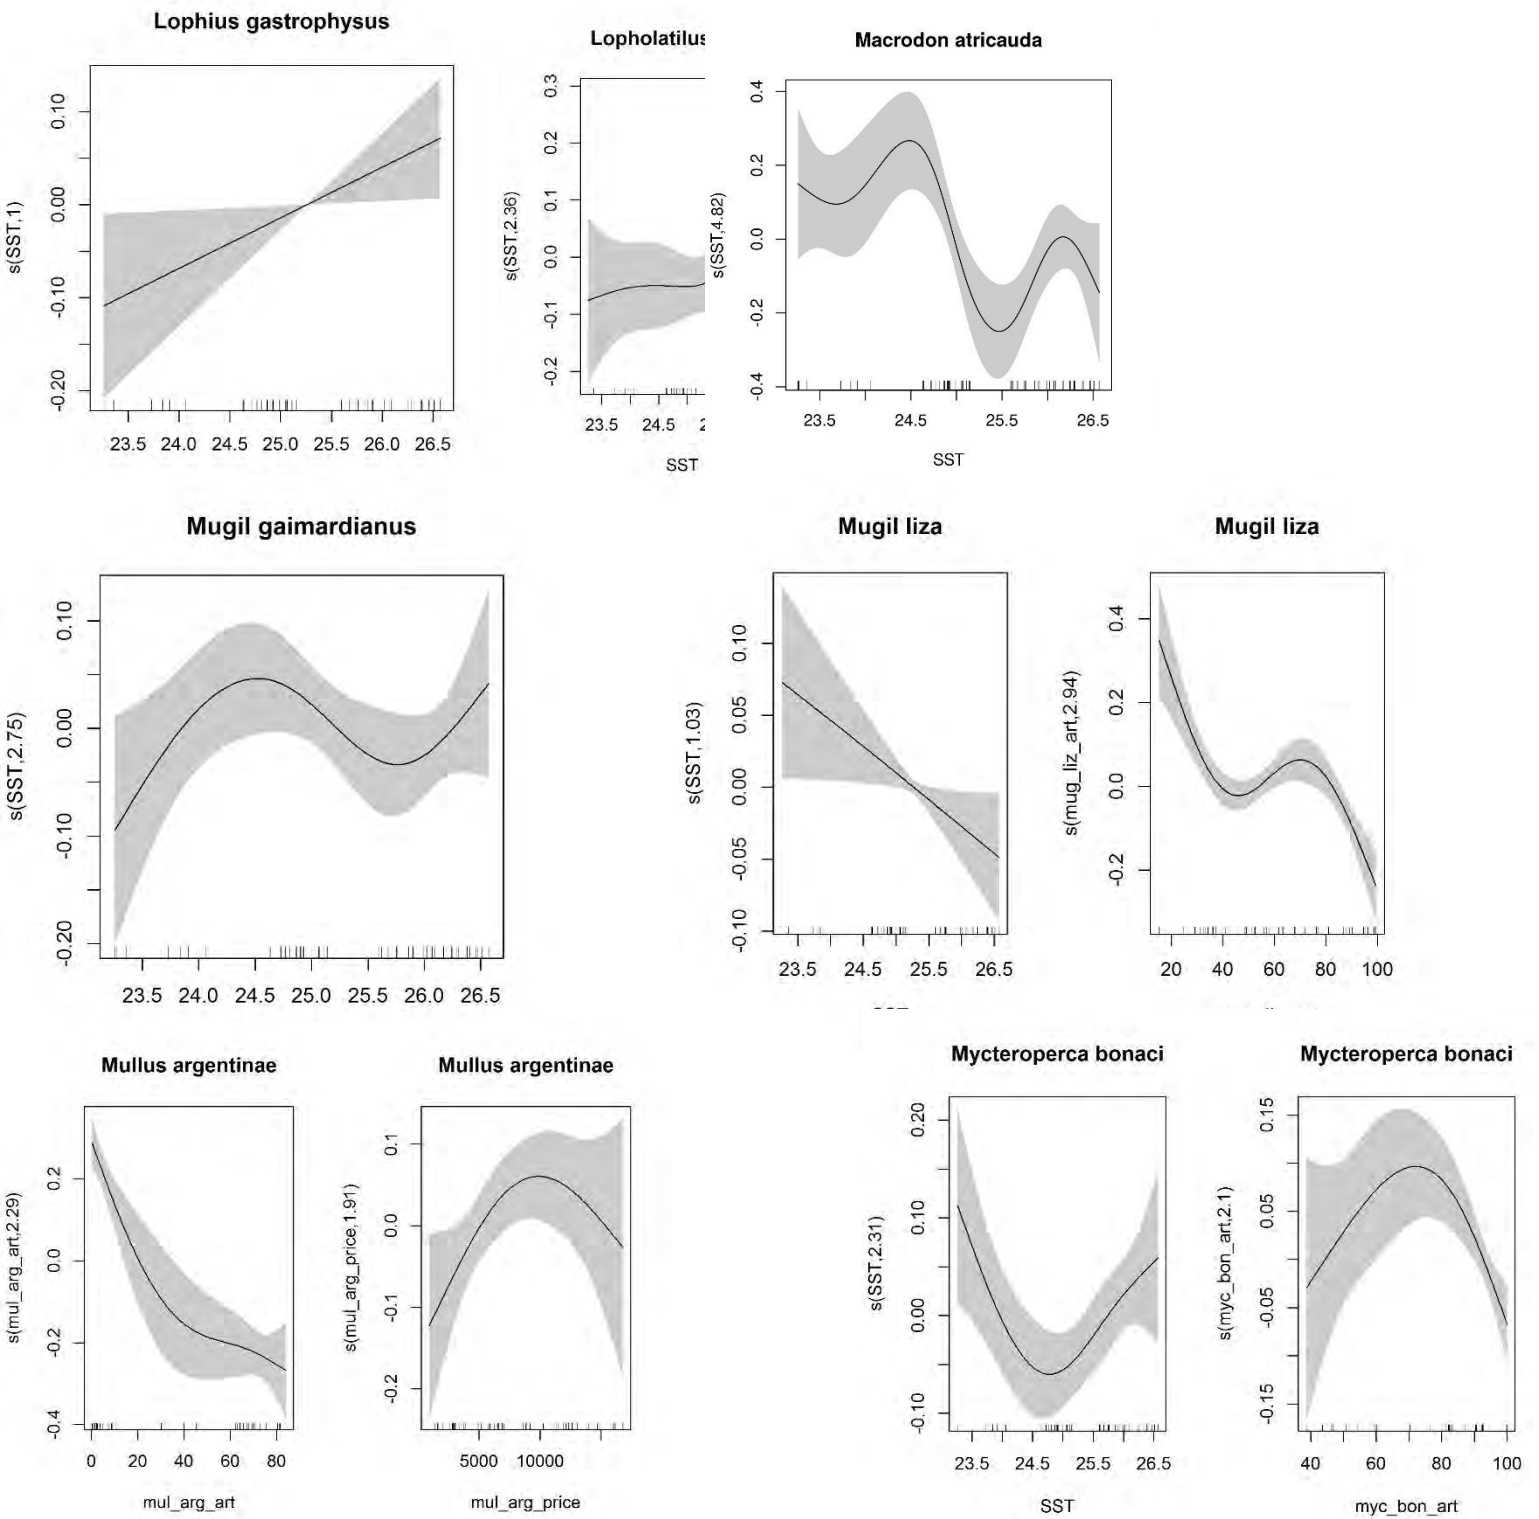 Lophius gastrophysus
s(SST,1)
0.10
0.00
-0.10
-0.20
23.5 24.0 24.5 25.0 25.5 26.0 26.5
Lopholatilus
s(SST,2.36)
0.3
0.2
0.1
0.0
-0.1
-0.2
23.5 24.5 2
SST
Macrodon atricauda
s(SST,4.82)
0.4
0.2
0.0
-0.2
-0.4
23.5 24.5 25.5 26.5
SST
Mugil gaimardianus
s(SST,2.75)
0.10
0.00
-0.10
-0.20
23.5 24.0 24.5 25.0 25.5 26.0 26.5
Mugil liza
s(SST,1.03)
0.10
0.05
0.00
-0.05
-0.10
23.5 24.5 25.5 26.5
Mugil liza
s(mug_liz_art,2.94)
0.4
0.2
0.0
-0.2
20 40 60 80 100
Mullus argentinae
s(mul_arg_art,2.29)
0.2
0.0
-0.2
-0.4
0 20 40 60 80
mul_arg_art
Mullus argentinae
s(mul_arg_price,1.91)
0.1
0.0
-0.1
-0.2
5000 10000
mul_arg_price
Mycteroperca bonaci
s(SST,2.31)
0.20
0.10
0.00
-0.10
23.5 24.5 25.5 26.5
SST
Mycteroperca bonaci
s(myc_bon_art,2.1)
0.15
0.05
-0.05
-0.15
40 60 80 100
myc_bon_art